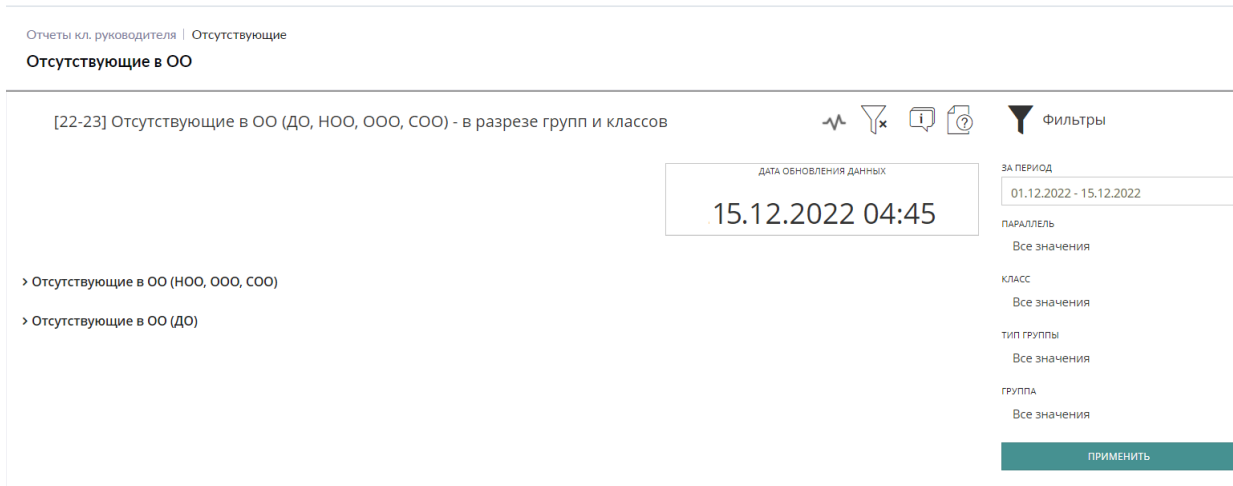 Отчеты кл. руководителя | Отсутствующие
Отсутствующие в ОО
[22-23] Отсутствующие в ОО (ДО, НОО, ООО, СОО) - в разрезе групп и классов
Фильтры
ДАТА ОБНОВЛЕНИЯ ДАННЫХ
15.12.2022 04:45
ЗА ПЕРИОД
01.12.2022 - 15.12.2022
ПАРАЛЛЕЛЬ
Все значения
> Отсутствующие в ОО (НОО, ООО, СОО)
КЛАСС
Все значения
> Отсутствующие в ОО (ДО)
ТИП ГРУППЫ
Все значения
ГРУППА
Все значения
ПРИМЕНИТЬ